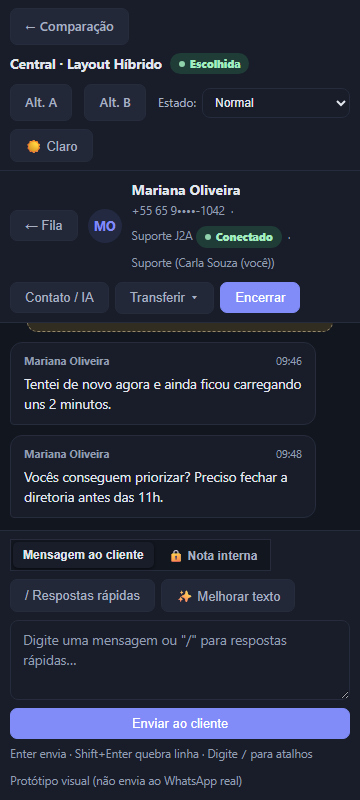 ← Comparação
Central · Layout Híbrido Escolhida
Alt. A Alt. B Estado: Normal
Claro
← Fila MO Mariana Oliveira
+55 65 9••••-1042 ·
Suporte J2A Conectado ·
Suporte (Carla Souza (você))
Contato / IA Transferir Encerrar
Mariana Oliveira 09:46
Tentei de novo agora e ainda ficou carregando
uns 2 minutos.
Mariana Oliveira 09:48
Vocês conseguem priorizar? Preciso fechar a
diretoria antes das 11h.
Mensagem ao cliente Nota interna
/ Respostas rápidas Melhorar texto
Digite uma mensagem ou "/" para respostas
rápidas...
Enviar ao cliente
Enter envia · Shift+Enter quebra linha · Digite / para atalhos
Protótipo visual (não envia ao WhatsApp real)